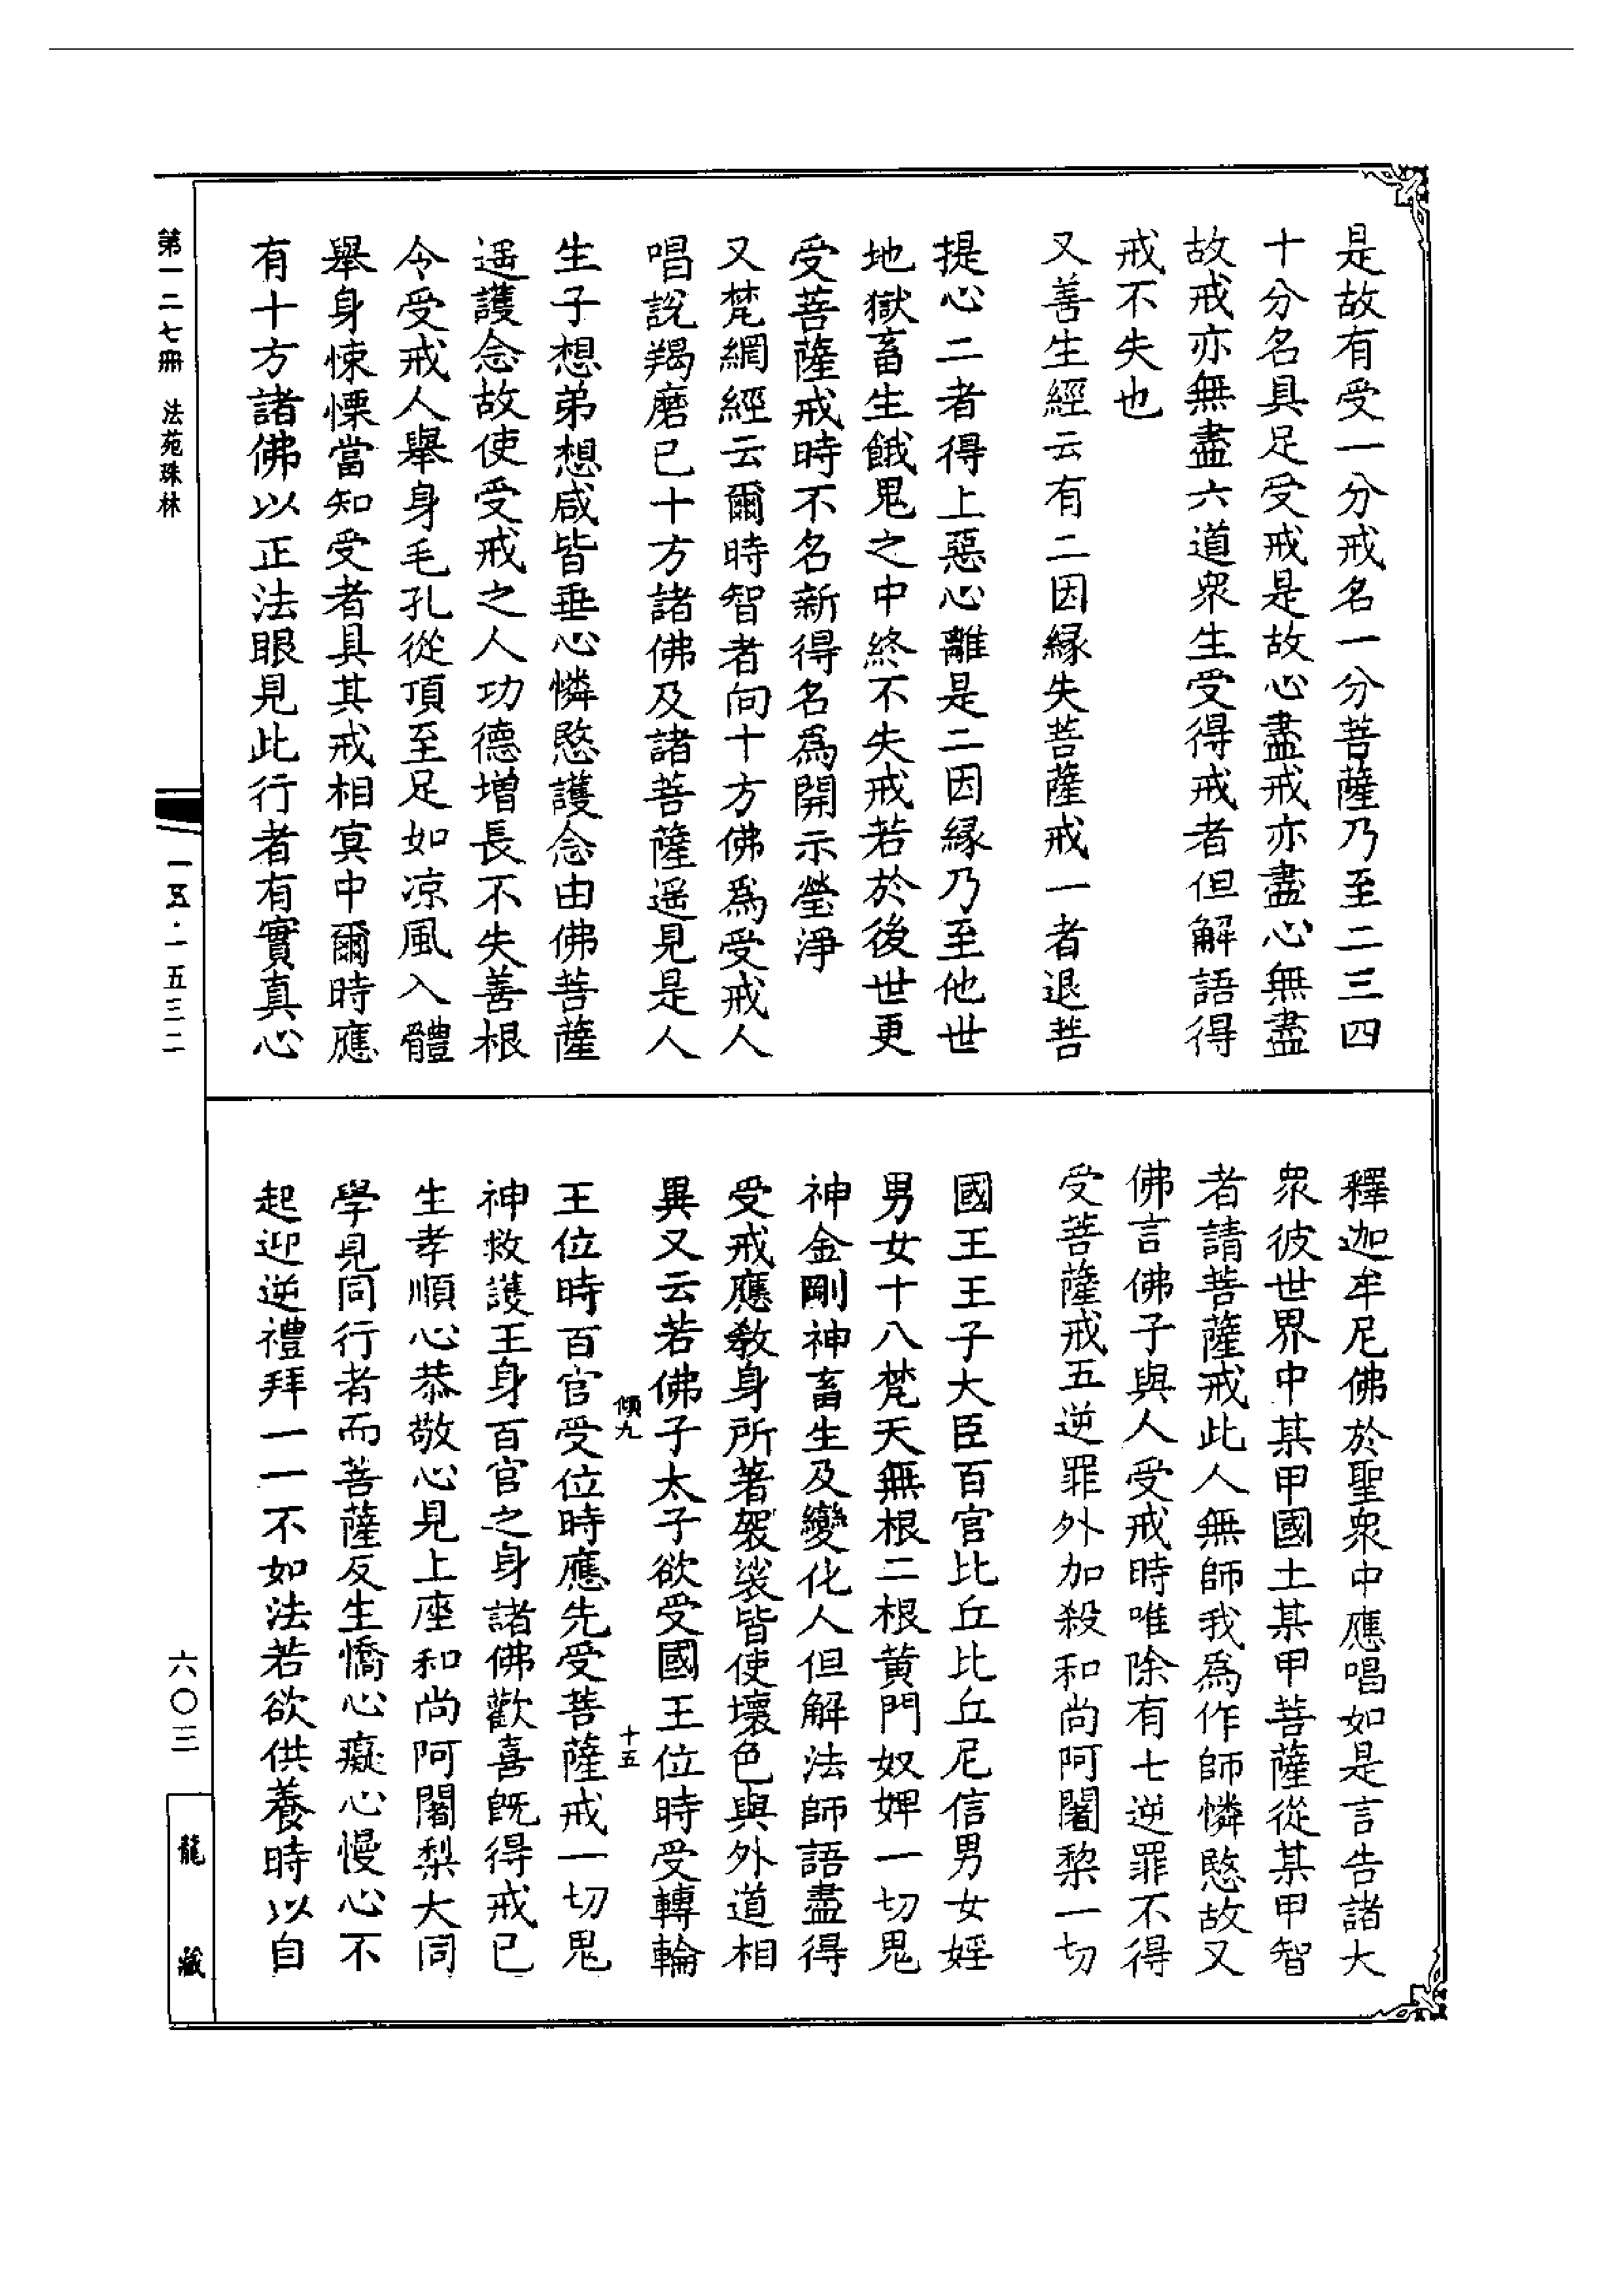 是故有受一分戒名一分菩薩乃至二三四
十分名具足受戒是故心盡戒亦盡心無盡
故戒亦無盡六道衆生受得戒者但解語得
戒不失也
又善生經云有二因緣失菩薩戒一者退菩
提心二者得上惡心離是二因緣乃至他世
地獄畜生餓鬼之中終不失戒若於後世更
受菩薩戒時不名新得名爲開示瑩淨
又梵網經云爾時智者向十方佛爲受戒人
唱說羯磨已十方諸佛及諸菩薩遥見是人
生子想弟想咸皆垂心憐愍護念由佛菩薩
遥護念故使受戒之人功德增長不失善根
令受戒人舉身毛孔從頂至足如凉風入體
舉身悚慄當知受者具其戒相冥中爾時應
有十方諸佛以正法眼見此行者有實真心
釋迦牟尼佛於聖衆中應唱如是言告諸大
衆彼世界中某甲國土某甲菩薩從某甲智
者請菩薩戒此人無師我爲作師憐愍故又
佛言佛子與人受戒時唯除有七逆罪不得
受菩薩戒五逆罪外加殺和尚阿闍黎一切
國王王子大臣百官比丘比丘尼信男女婬
男女十八梵天無根二根黄門奴婢一切鬼
神金剛神畜生及變化人但解法師語盡得
受戒應敎身所著袈裟皆使壞色與外道相
異又云若佛子太子欲受國王位時受轉輪
傾九
十五
王位時百官受位時應先受菩薩戒一切鬼
神救護王身百官之身諸佛歡喜旣得戒已
生孝順心恭敬心見上座和尚阿闍梨大同
學見同行者而菩薩反生憍心癡心慢心不
起迎逆禮拜一一不如法若欲供養時以自
第一二七冊 法苑珠林
一五·一五三二
六〇三
龍藏